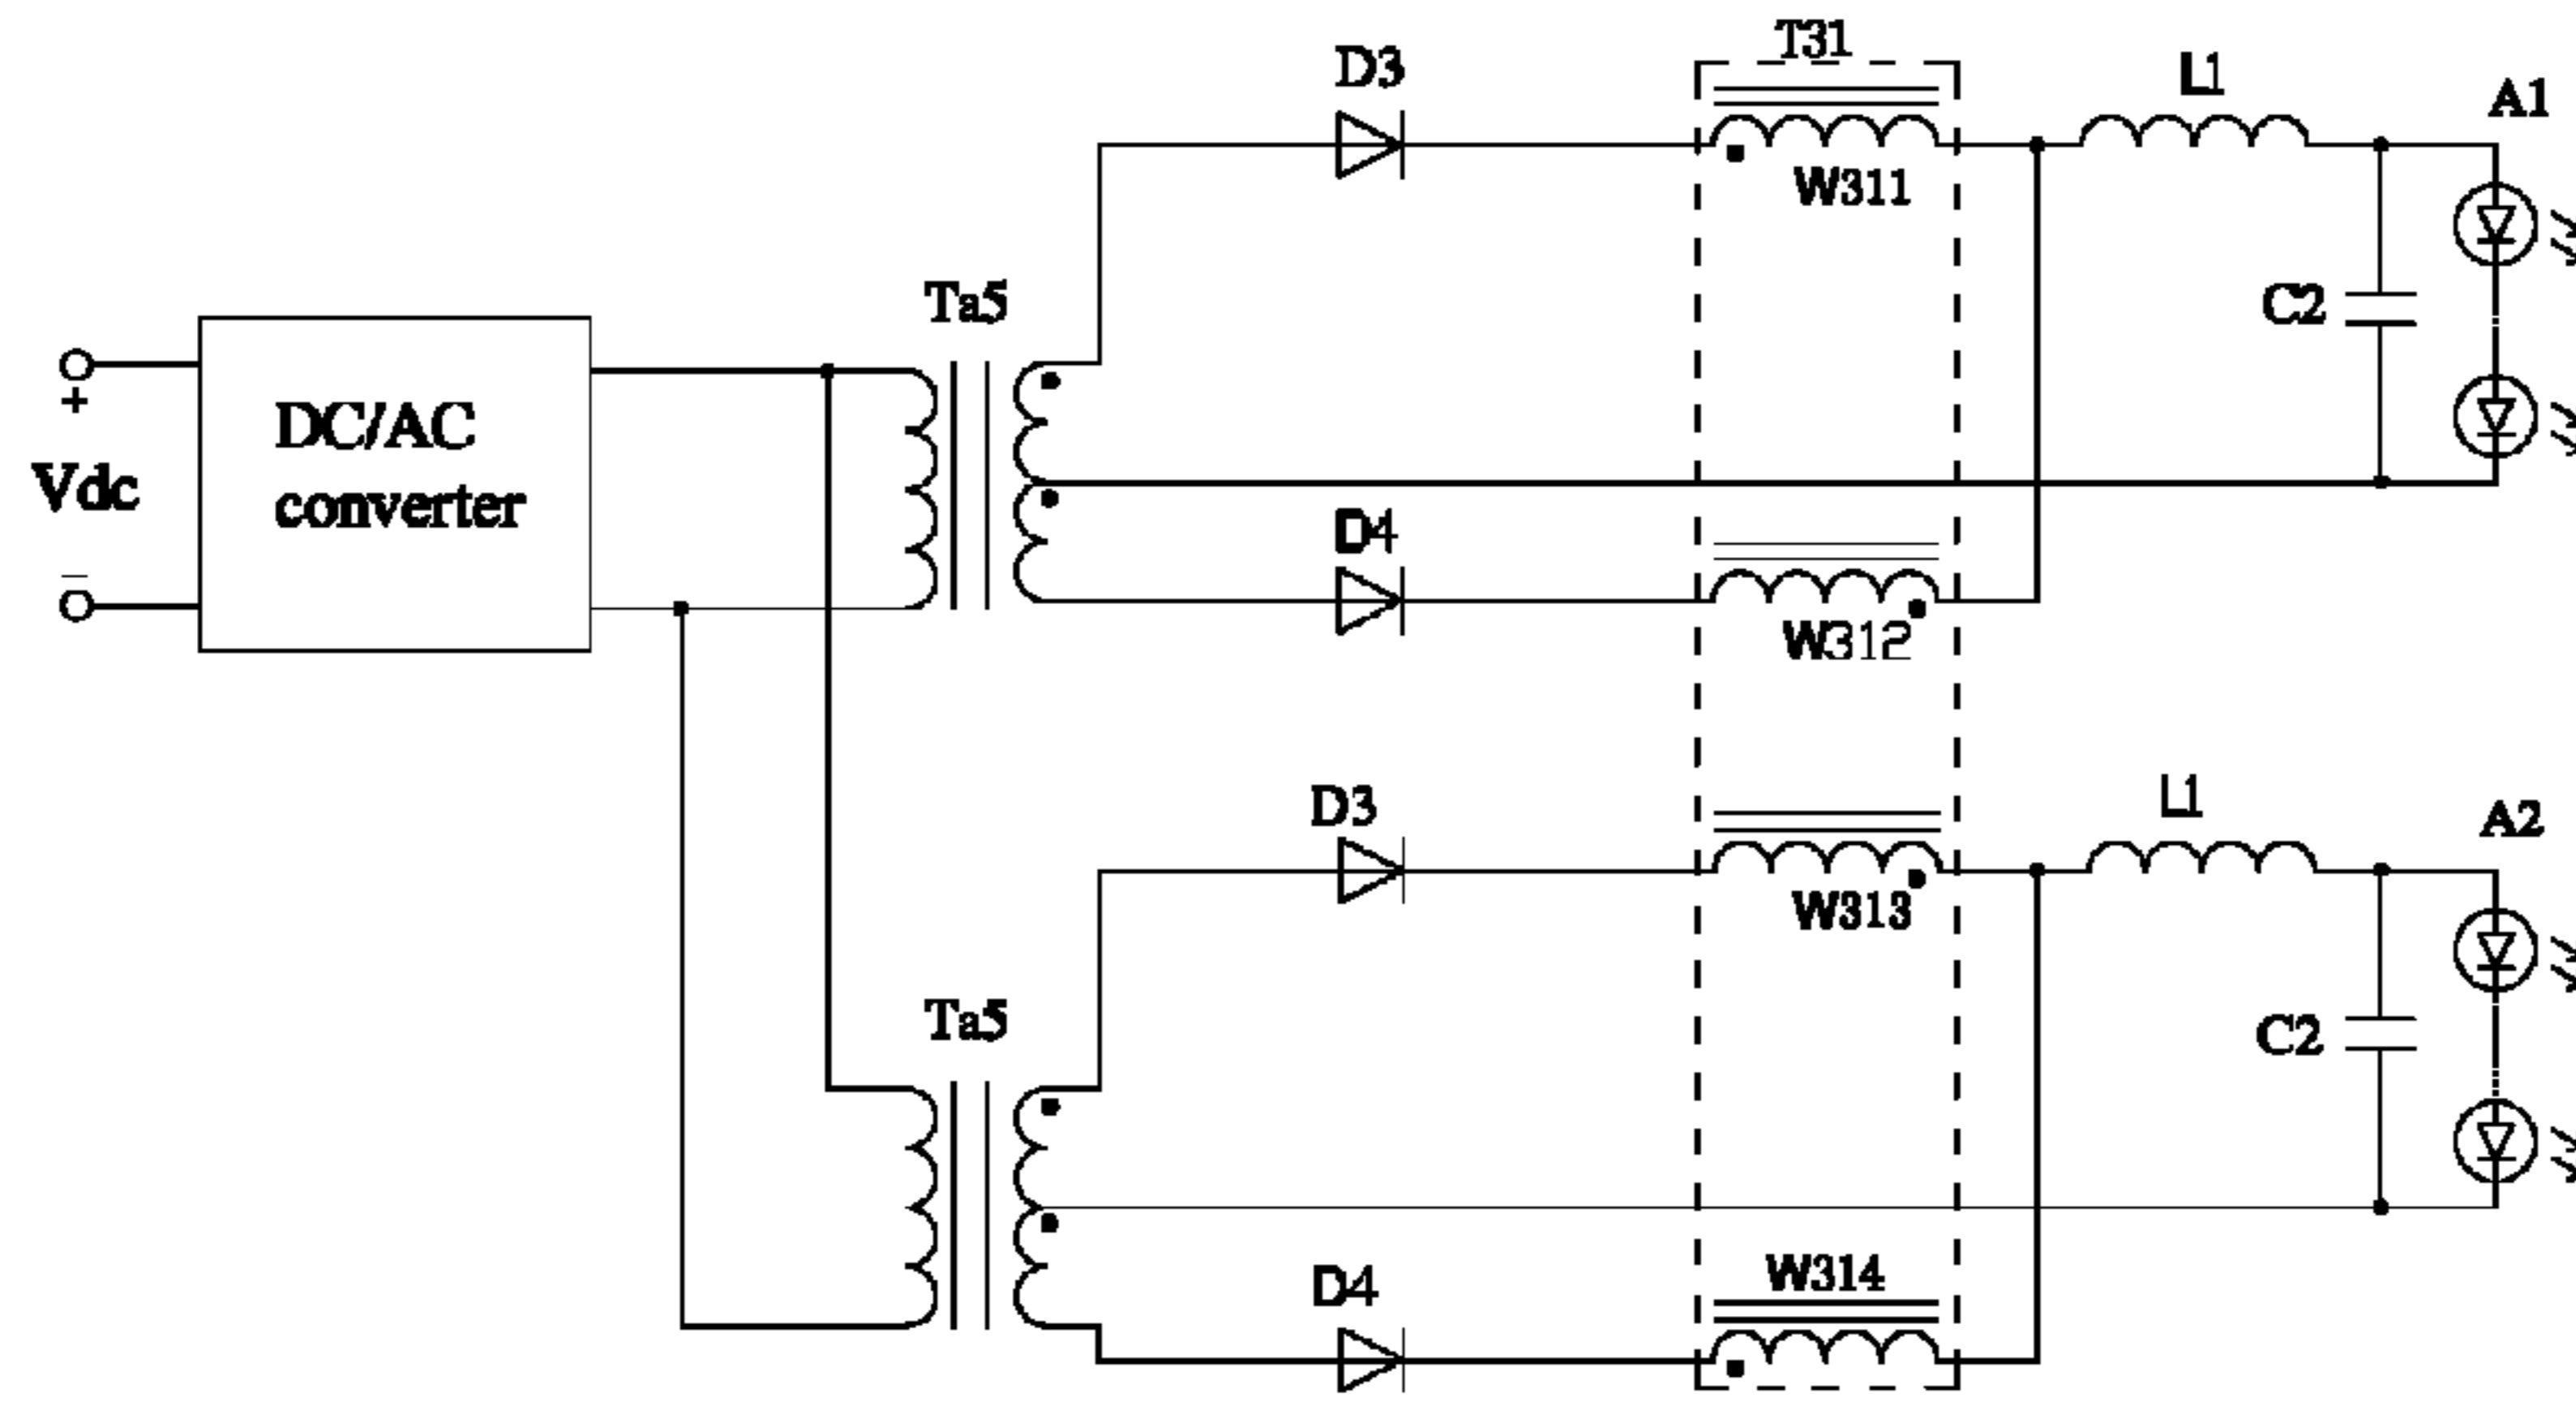 T31
D3
L1
A1
W311
Ta5
C2
+
DC/AC
Vdc
converter
D4
−
W312
L1
D3
A2
W313
Ta5
C2
W314
D4